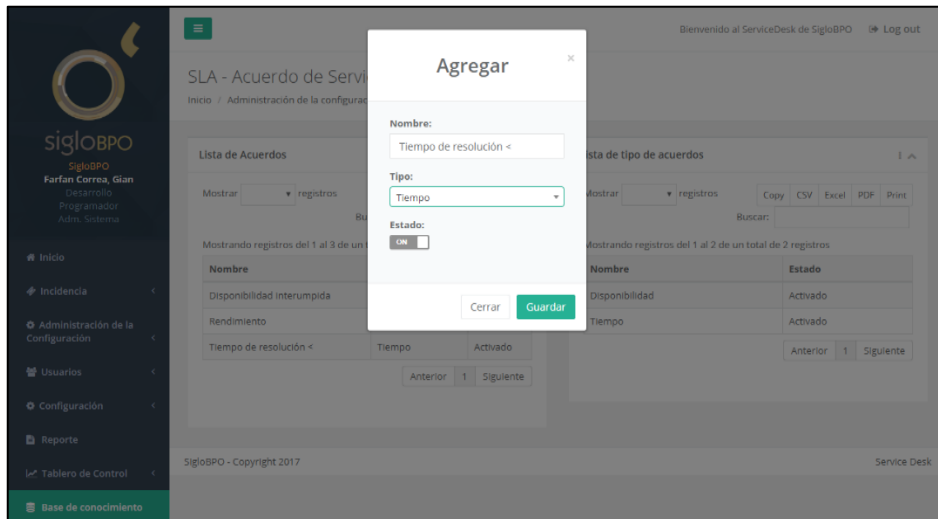 sigloBPO
SigloBPO
Farfan Correa, Gian
Desarrollo
Programador
Adm. Sistema
Inicio
Incidencia
Administración de la
Configuración
Usuarios
Configuración
Reporte
Tablero de Control
Base de conocimiento
Bienvenido al ServiceDesk de SigloBPO Log out
SLA - Acuerdo de Servi
Inicio / Administración de la configurac
Lista de Acuerdos
Mostrar registros
Bu
Mostrando registros del 1 al 3 de un t
Nombre
Disponibilidad Interumpida
Rendimiento
Tiempo de resolución < Tiempo Activado
Anterior 1 Siguiente
Agregar ×
Nombre:
Tiempo de resolución <
Tipo:
Tiempo
Estado:
ON
Cerrar Guardar
ista de tipo de acuerdos
Mostrar registros Copy CSV Excel PDF Print
Buscar:
Mostrando registros del 1 al 2 de un total de 2 registros
Nombre Estado
Disponibilidad Activado
Tiempo Activado
Anterior 1 Siguiente
SigloBPO - Copyright 2017 Service Desk